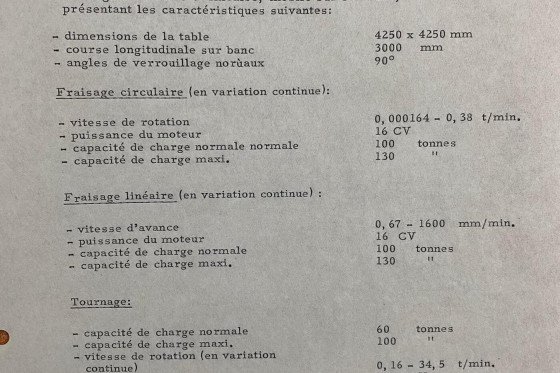 présentant les caractéristiques suivantes:
- dimensions de la table 4250 x 4250 mm
- course longitudinale sur banc 3000 mm
- angles de verrouillage norùaux 90°
Fraisage circulaire (en variation continue):
- vitesse de rotation 0,000164 - 0,38 t/min.
- puissance du moteur 16 CV
- capacité de charge normale normale 100 tonnes
- capacité de charge maxi. 130 "
Fraisage linéaire (en variation continue) :
- vitesse d'avance 0,67 - 1600 mm/min.
- puissance du moteur 16 CV
- capacité de charge normale 100 tonnes
- capacité de charge maxi. 130 "
Tournage:
- capacité de charge normale 60 tonnes
- capacité de charge maxi. 100 "
- vitesse de rotation (en variation
continue) 0,16 - 34,5 t/min.